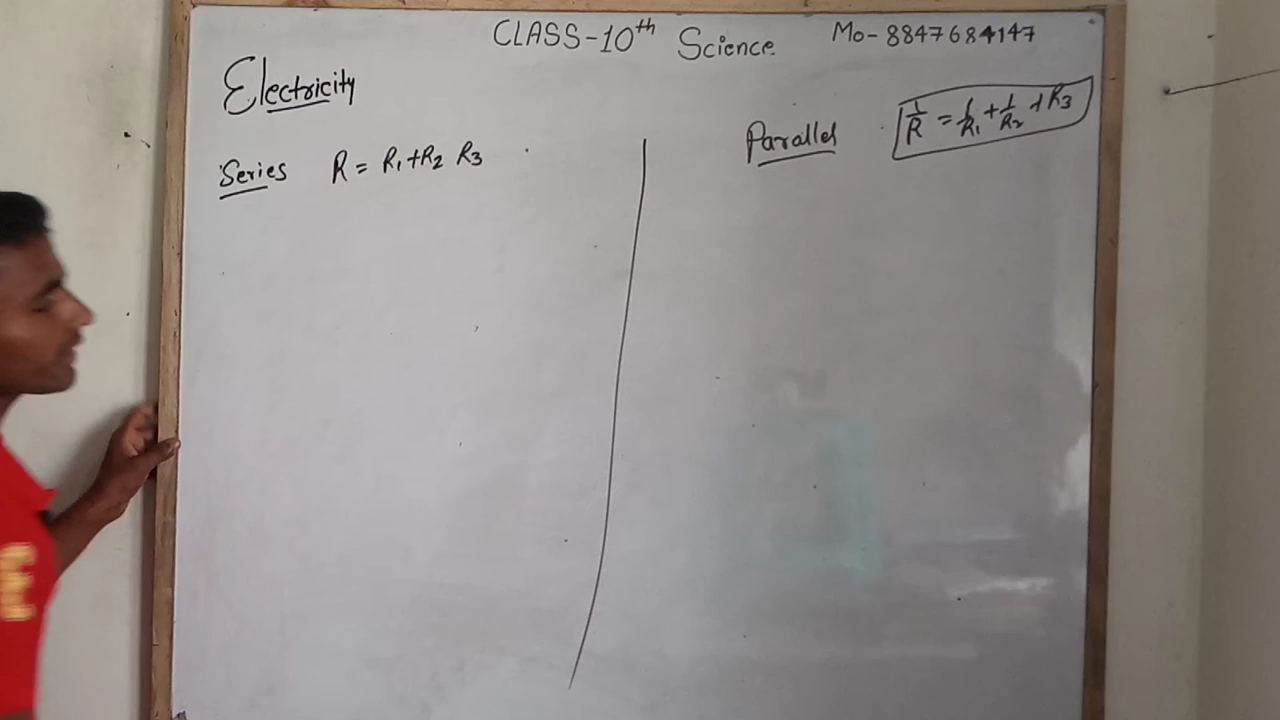 CLASS-10th Science Mo- 8847684147
Electricity
Series R = R₁+R₂ R₃
Parallel 1/R = 1/R₁ + 1/R₂ + R₃